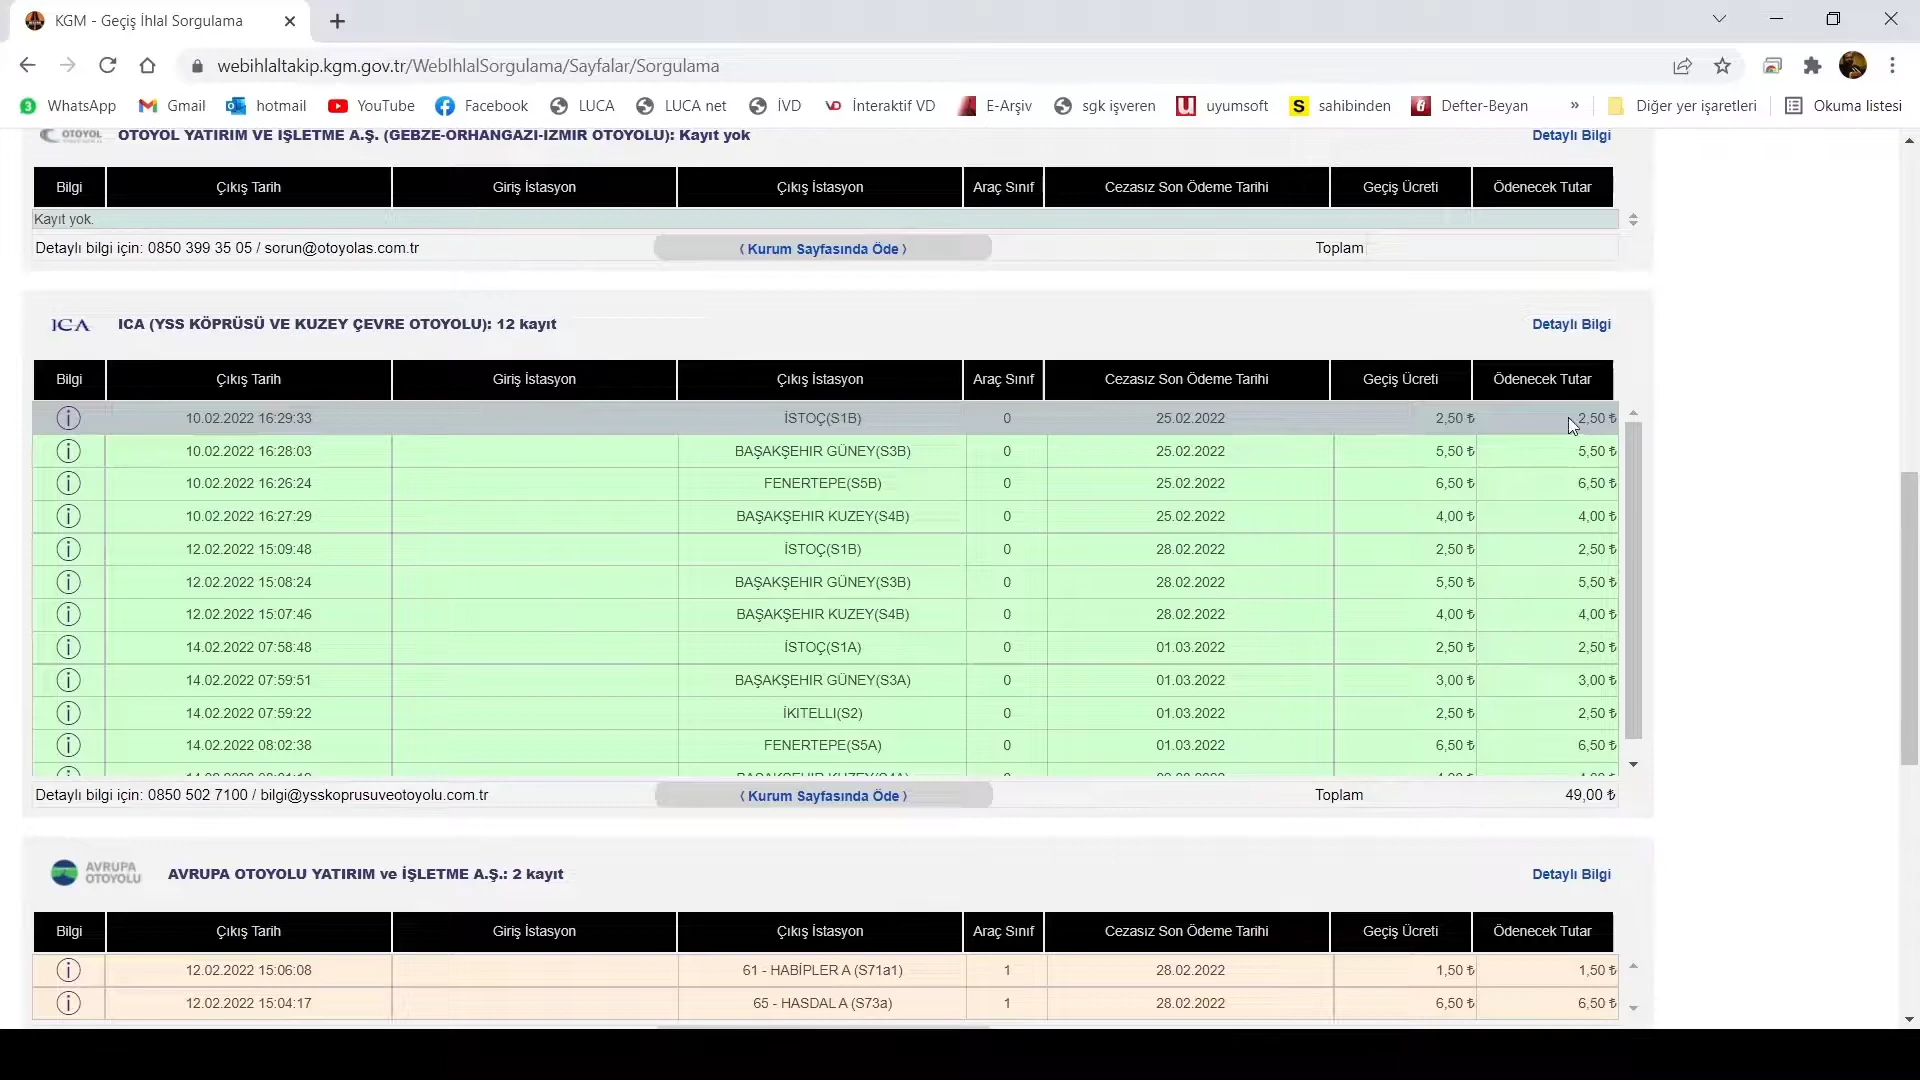 KGM - Geçiş İhlal Sorgulama
webihlaltakip.kgm.gov.tr/WebIhlalSorgulama/Sayfalar/Sorgulama
WhatsApp Gmail hotmail YouTube Facebook LUCA LUCA net İVD İnteraktif VD E-Arşiv sgk işveren uyumsoft sahibinden Defter-Beyan » Diğer yer işaretleri Okuma listesi
OTOYOL OTOYOL YATIRIM VE İŞLETME A.Ş. (GEBZE-ORHANGAZİ-İZMİR OTOYOLU): Kayıt yok Detaylı Bilgi
Bilgi Çıkış Tarih Giriş İstasyon Çıkış İstasyon Araç Sınıf Cezasız Son Ödeme Tarihi Geçiş Ücreti Ödenecek Tutar
Kayıt yok.
Detaylı bilgi için: 0850 399 35 05 / sorun@otoyolas.com.tr ( Kurum Sayfasında Öde ) Toplam
ICA ICA (YSS KÖPRÜSÜ VE KUZEY ÇEVRE OTOYOLU): 12 kayıt Detaylı Bilgi
Bilgi Çıkış Tarih Giriş İstasyon Çıkış İstasyon Araç Sınıf Cezasız Son Ödeme Tarihi Geçiş Ücreti Ödenecek Tutar
10.02.2022 16:29:33 İSTOÇ(S1B) 0 25.02.2022 2,50 ₺ 2,50 ₺
10.02.2022 16:28:03 BAŞAKŞEHIR GÜNEY(S3B) 0 25.02.2022 5,50 ₺ 5,50 ₺
10.02.2022 16:26:24 FENERTEPE(S5B) 0 25.02.2022 6,50 ₺ 6,50 ₺
10.02.2022 16:27:29 BAŞAKŞEHIR KUZEY(S4B) 0 25.02.2022 4,00 ₺ 4,00 ₺
12.02.2022 15:09:48 İSTOÇ(S1B) 0 28.02.2022 2,50 ₺ 2,50 ₺
12.02.2022 15:08:24 BAŞAKŞEHIR GÜNEY(S3B) 0 28.02.2022 5,50 ₺ 5,50 ₺
12.02.2022 15:07:46 BAŞAKŞEHIR KUZEY(S4B) 0 28.02.2022 4,00 ₺ 4,00 ₺
14.02.2022 07:58:48 İSTOÇ(S1A) 0 01.03.2022 2,50 ₺ 2,50 ₺
14.02.2022 07:59:51 BAŞAKŞEHIR GÜNEY(S3A) 0 01.03.2022 3,00 ₺ 3,00 ₺
14.02.2022 07:59:22 İKITELLI(S2) 0 01.03.2022 2,50 ₺ 2,50 ₺
14.02.2022 08:02:38 FENERTEPE(S5A) 0 01.03.2022 6,50 ₺ 6,50 ₺
Detaylı bilgi için: 0850 502 7100 / bilgi@ysskoprusuveotoyolu.com.tr ( Kurum Sayfasında Öde ) Toplam 49,00 ₺
AVRUPA OTOYOLU AVRUPA OTOYOLU YATIRIM ve İŞLETME A.Ş.: 2 kayıt Detaylı Bilgi
Bilgi Çıkış Tarih Giriş İstasyon Çıkış İstasyon Araç Sınıf Cezasız Son Ödeme Tarihi Geçiş Ücreti Ödenecek Tutar
12.02.2022 15:06:08 61 - HABİPLER A (S71a1) 1 28.02.2022 1,50 ₺ 1,50 ₺
12.02.2022 15:04:17 65 - HASDAL A (S73a) 1 28.02.2022 6,50 ₺ 6,50 ₺